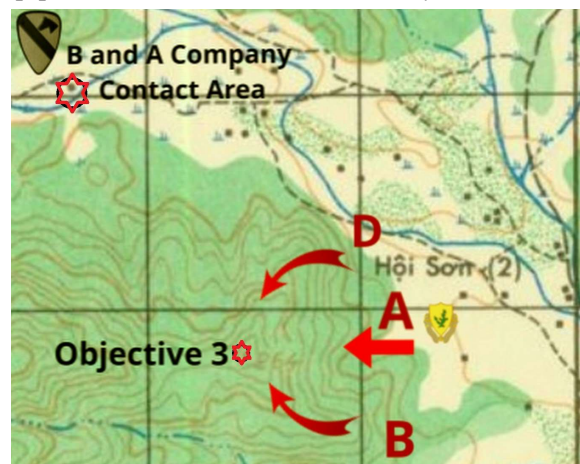 B and A Company
Contact Area
D
Hội Sơn (2)
A
Objective 3
B